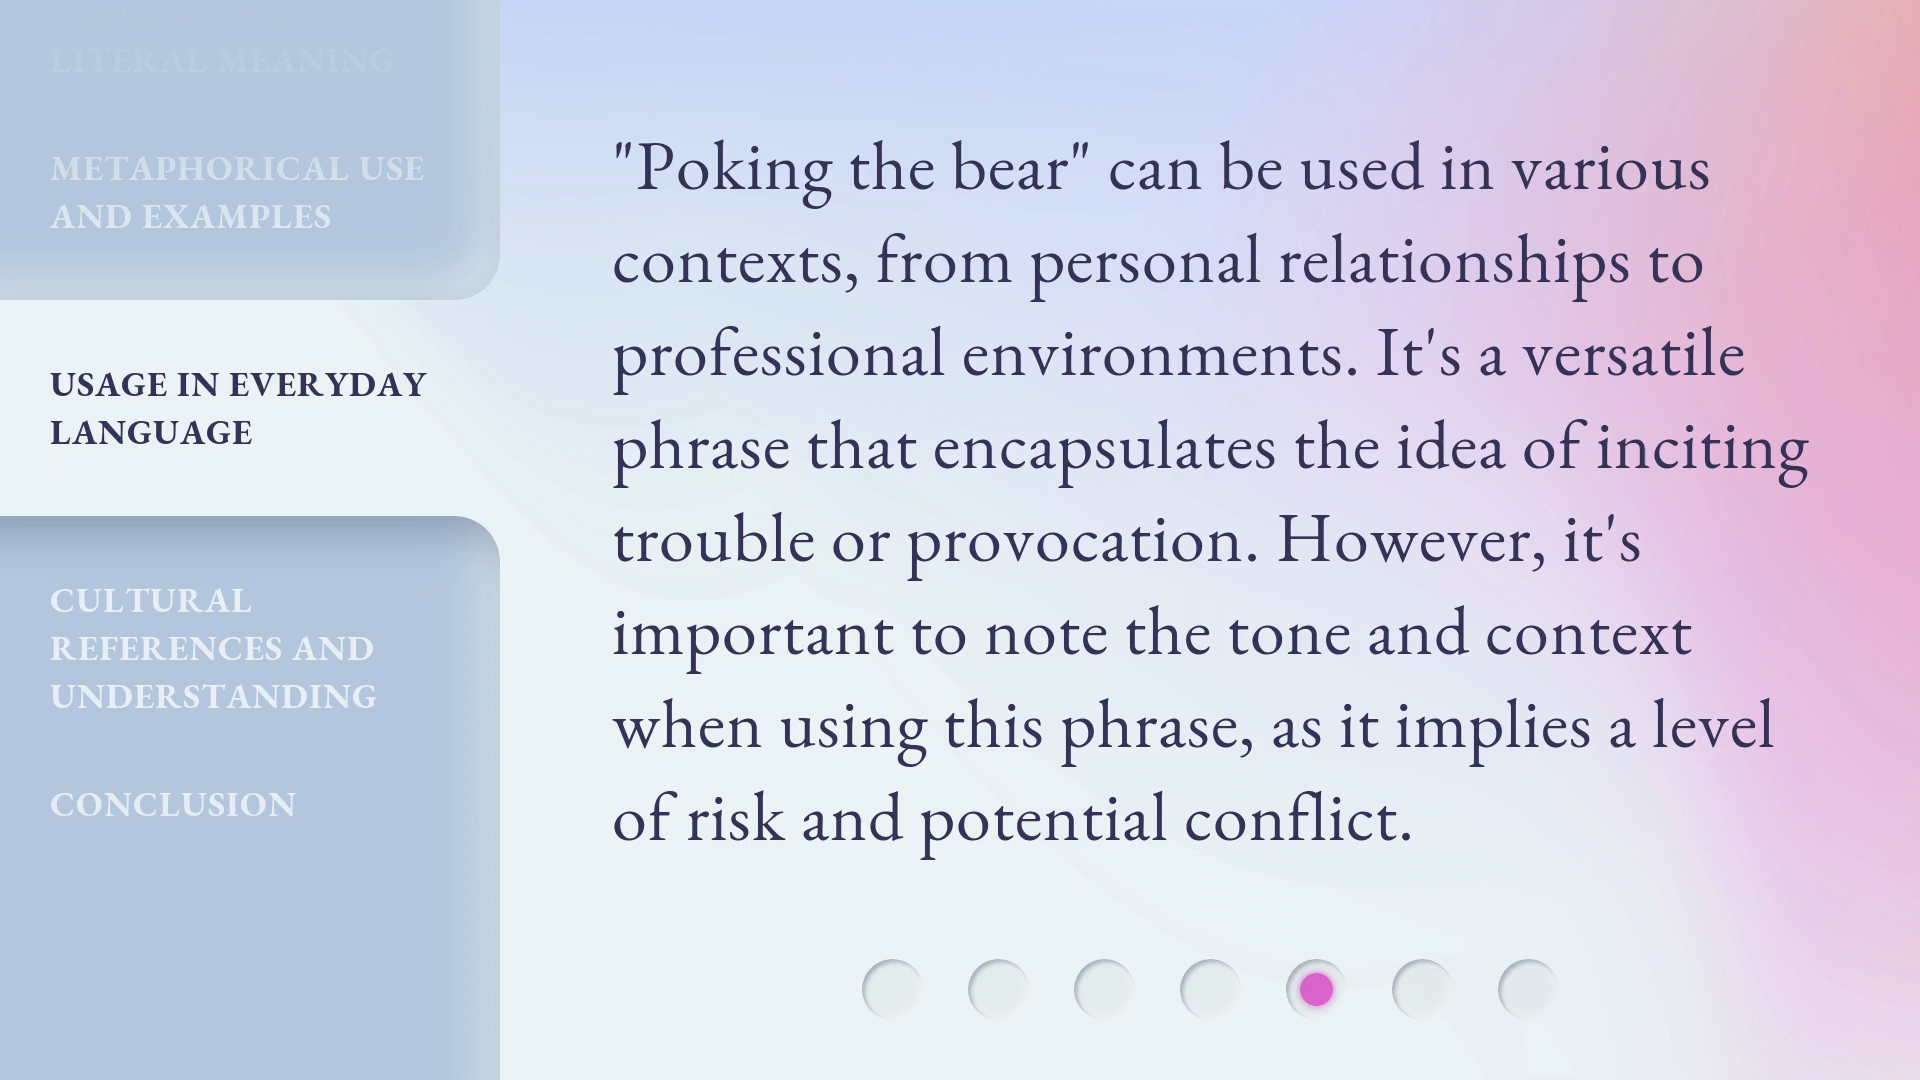 LITERAL MEANING
METAPHORICAL USE
AND EXAMPLES
USAGE IN EVERYDAY
LANGUAGE
CULTURAL
REFERENCES AND
UNDERSTANDING
CONCLUSION
"Poking the bear" can be used in various
contexts, from personal relationships to
professional environments. It's a versatile
phrase that encapsulates the idea of inciting
trouble or provocation. However, it's
important to note the tone and context
when using this phrase, as it implies a level
of risk and potential conflict.